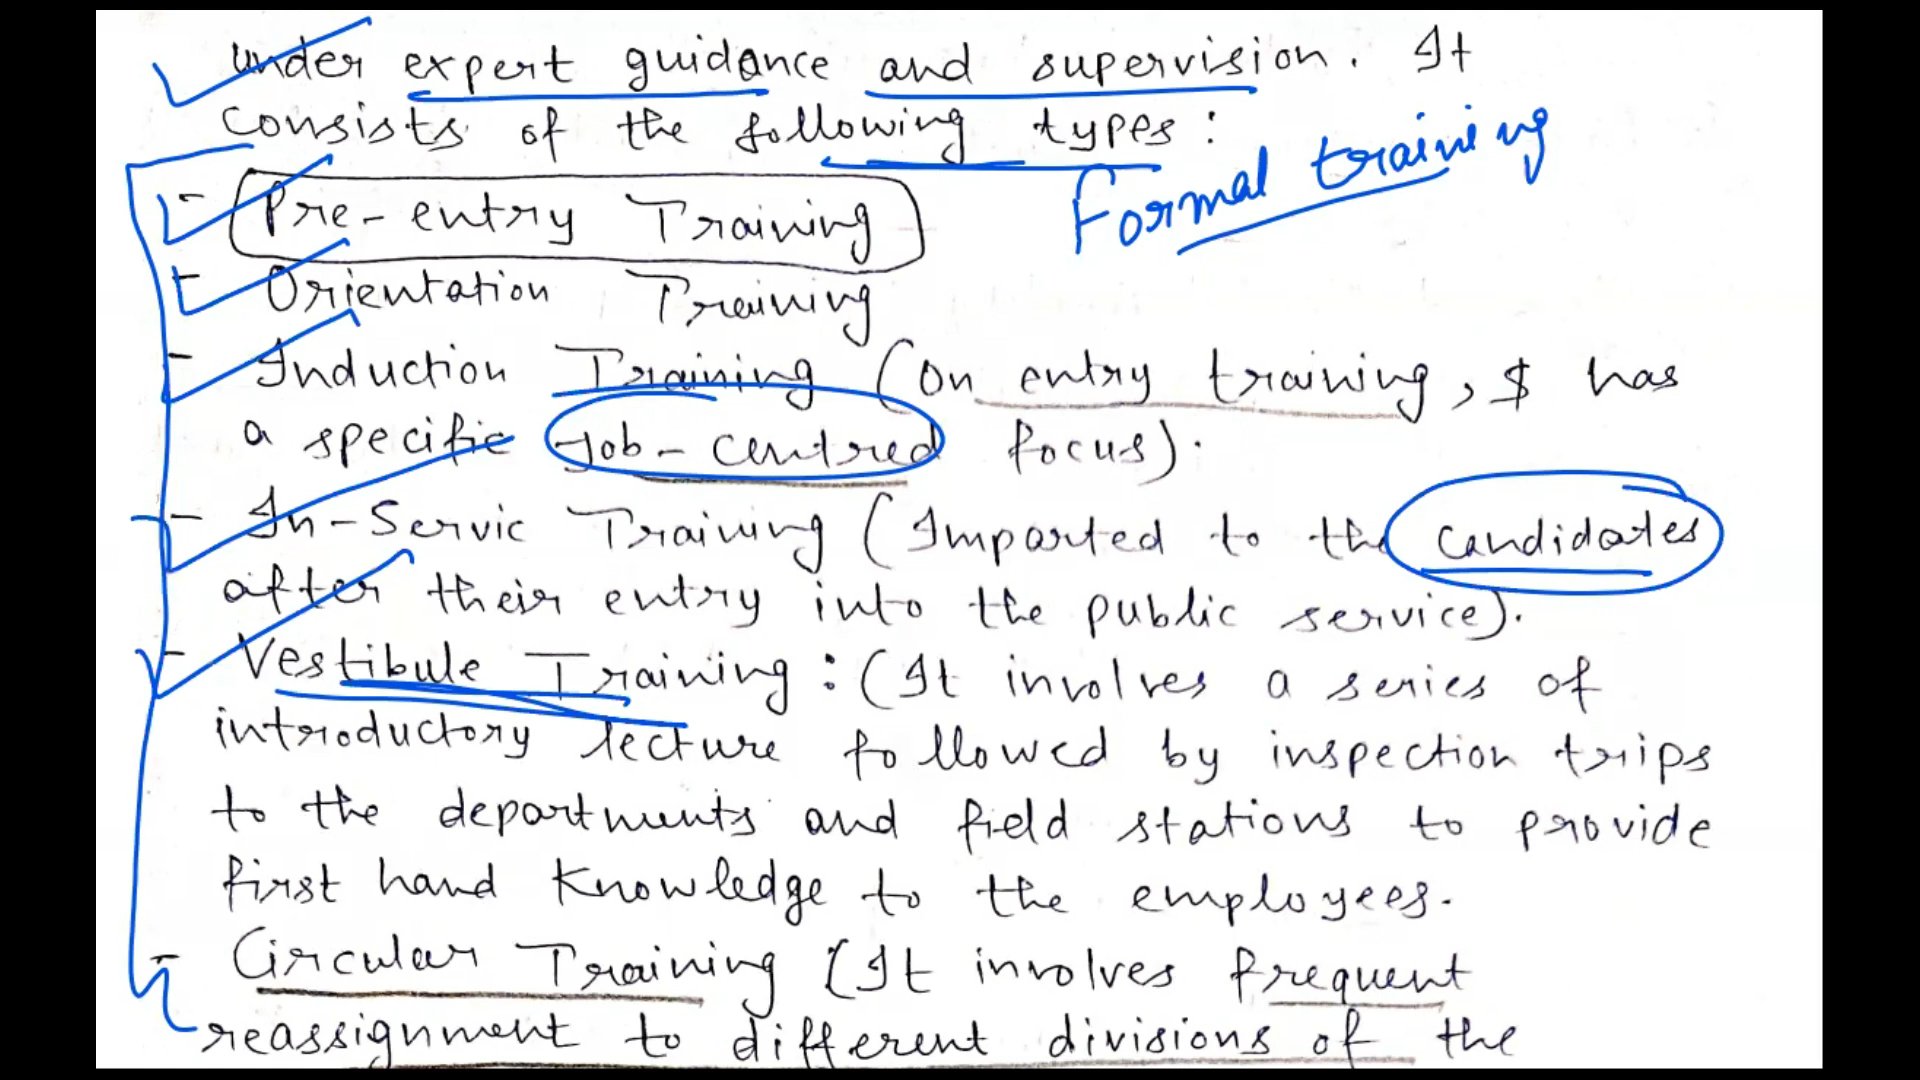 under expert guidance and supervision. It
consists of the following types:
Formal training
- Pre-entry Training
- Orientation Training
- Induction Training (On entry training, $ has
a specific Job-centred focus).
- In-Servic Training (Imparted to the candidates
after their entry into the public service).
- Vestibule Training: (It involves a series of
introductory lecture followed by inspection trips
to the departments and field stations to provide
first hand knowledge to the employees.
- Circular Training (It involves frequent
reassignment to different divisions of the